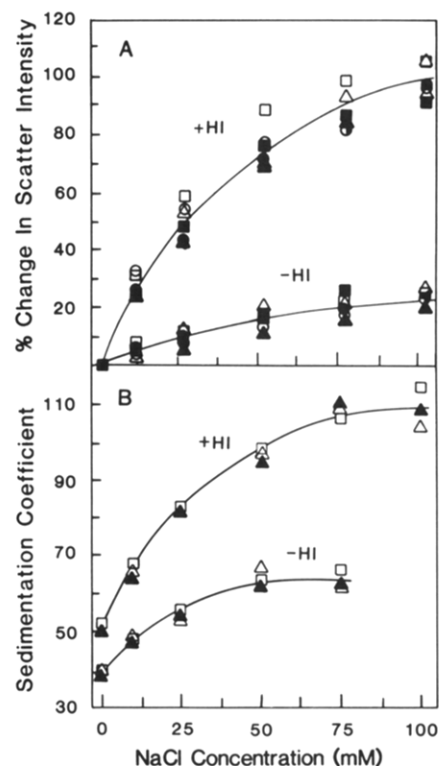 120
A
100
+HI
80
60
40
-HI
20
% Change In Scatter Intensity
B
110
+HI
90
70
-HI
50
30
Sedimentation Coefficient
0 25 50 75 100
NaCl Concentration (mM)